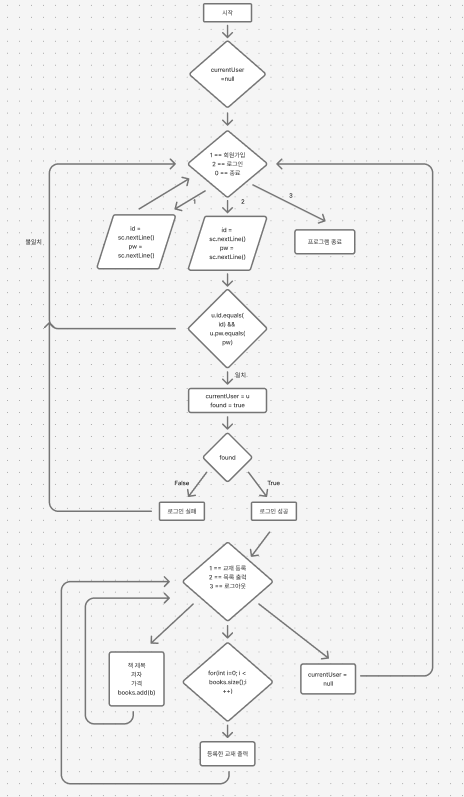 시작
currentUser
=null
1 == 회원가입
2 == 로그인
0 == 종료
1
2
3
id =
sc.nextLine()
pw =
sc.nextLine()
id =
sc.nextLine()
pw =
sc.nextLine()
프로그램 종료
불일치
u.id.equals(
id) &&
u.pw.equals(
pw)
일치.
currentUser = u
found = true
found
False
True
로그인 실패
로그인 성공
1 == 교재 등록
2 == 목록 출력
3 == 로그아웃
책 제목
저자
가격
books.add(b)
for(int i=0; i <
books.size();i
++)
currentUser =
null
등록한 교재 출력